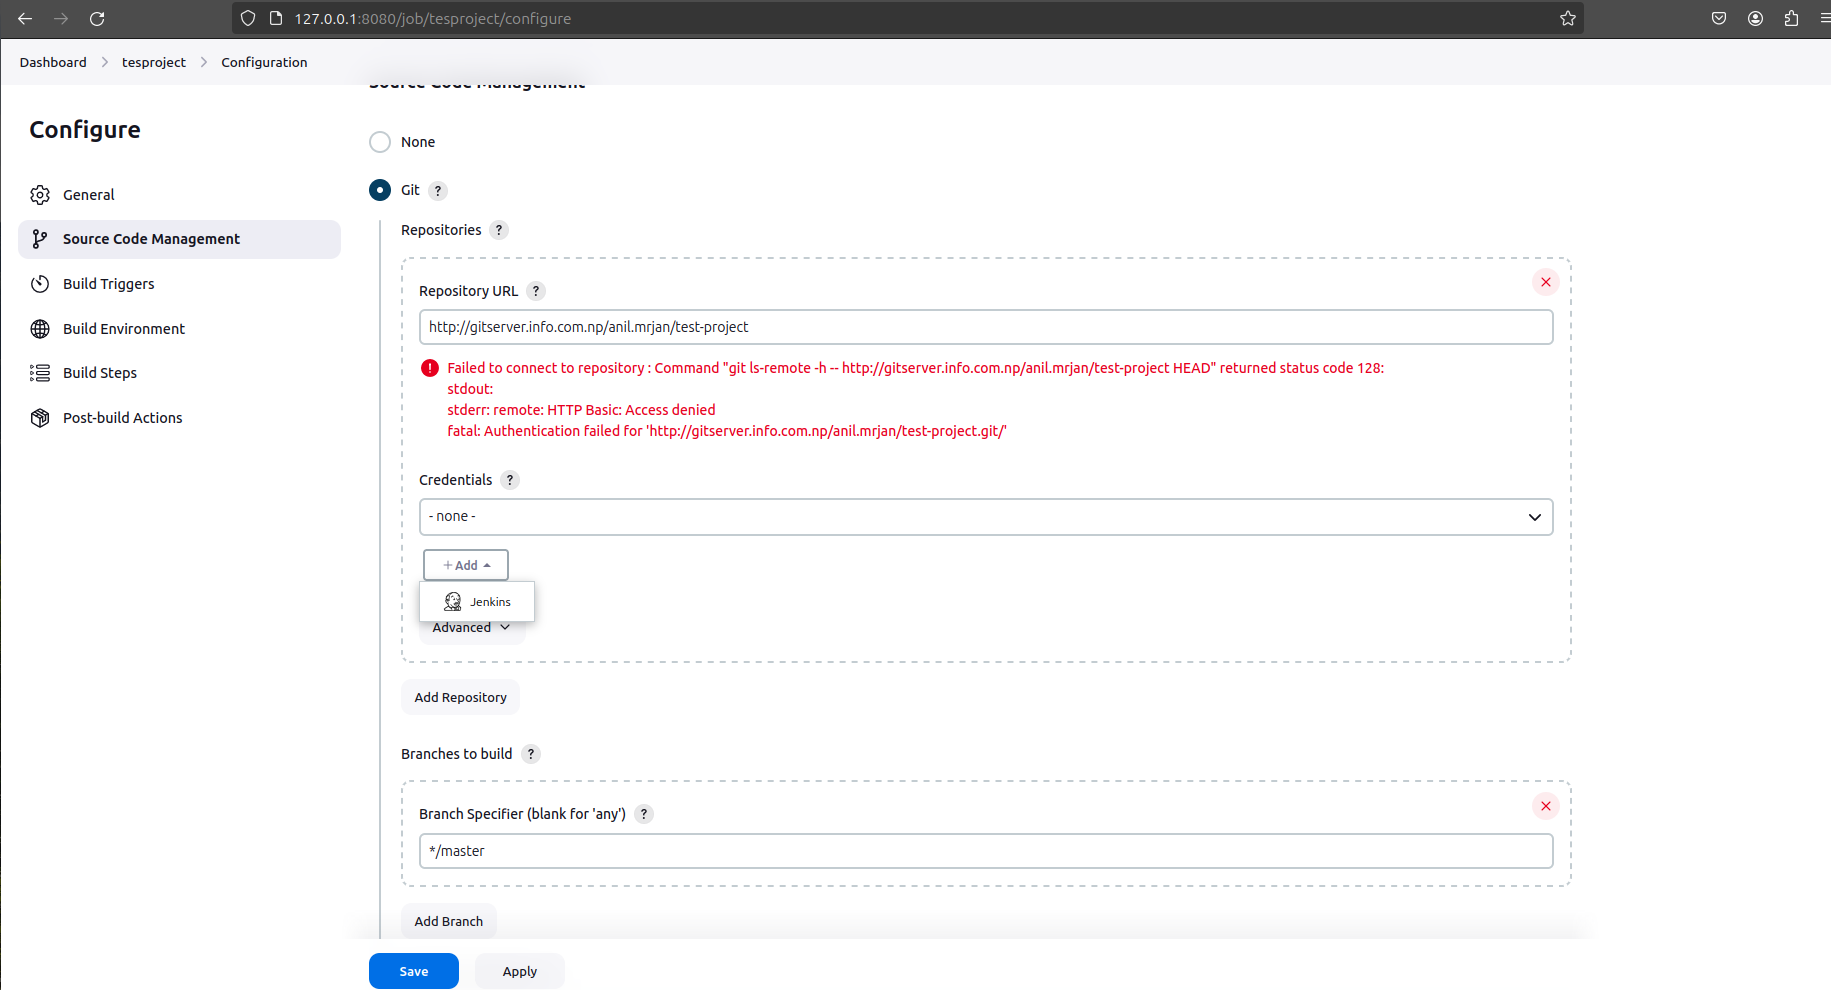 127.0.0.1:8080/job/tesproject/configure
Dashboard
tesproject
Configuration
Source Code Management
Configure
General
Source Code Management
Build Triggers
Build Environment
Build Steps
Post-build Actions
None
Git ?
Repositories ?
Repository URL ?
http://gitserver.info.com.np/anil.mrjan/test-project
Failed to connect to repository : Command "git ls-remote -h -- http://gitserver.info.com.np/anil.mrjan/test-project HEAD" returned status code 128:
stdout:
stderr: remote: HTTP Basic: Access denied
fatal: Authentication failed for 'http://gitserver.info.com.np/anil.mrjan/test-project.git/'
Credentials ?
- none -
+ Add
Jenkins
Advanced
Add Repository
Branches to build ?
Branch Specifier (blank for 'any') ?
*/master
Add Branch
Save
Apply